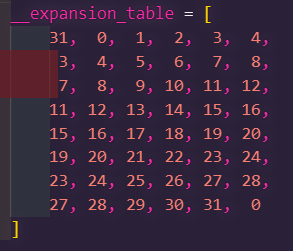 __expansion_table = [
31, 0, 1, 2, 3, 4,
3, 4, 5, 6, 7, 8,
7, 8, 9, 10, 11, 12,
11, 12, 13, 14, 15, 16,
15, 16, 17, 18, 19, 20,
19, 20, 21, 22, 23, 24,
23, 24, 25, 26, 27, 28,
27, 28, 29, 30, 31, 0
]